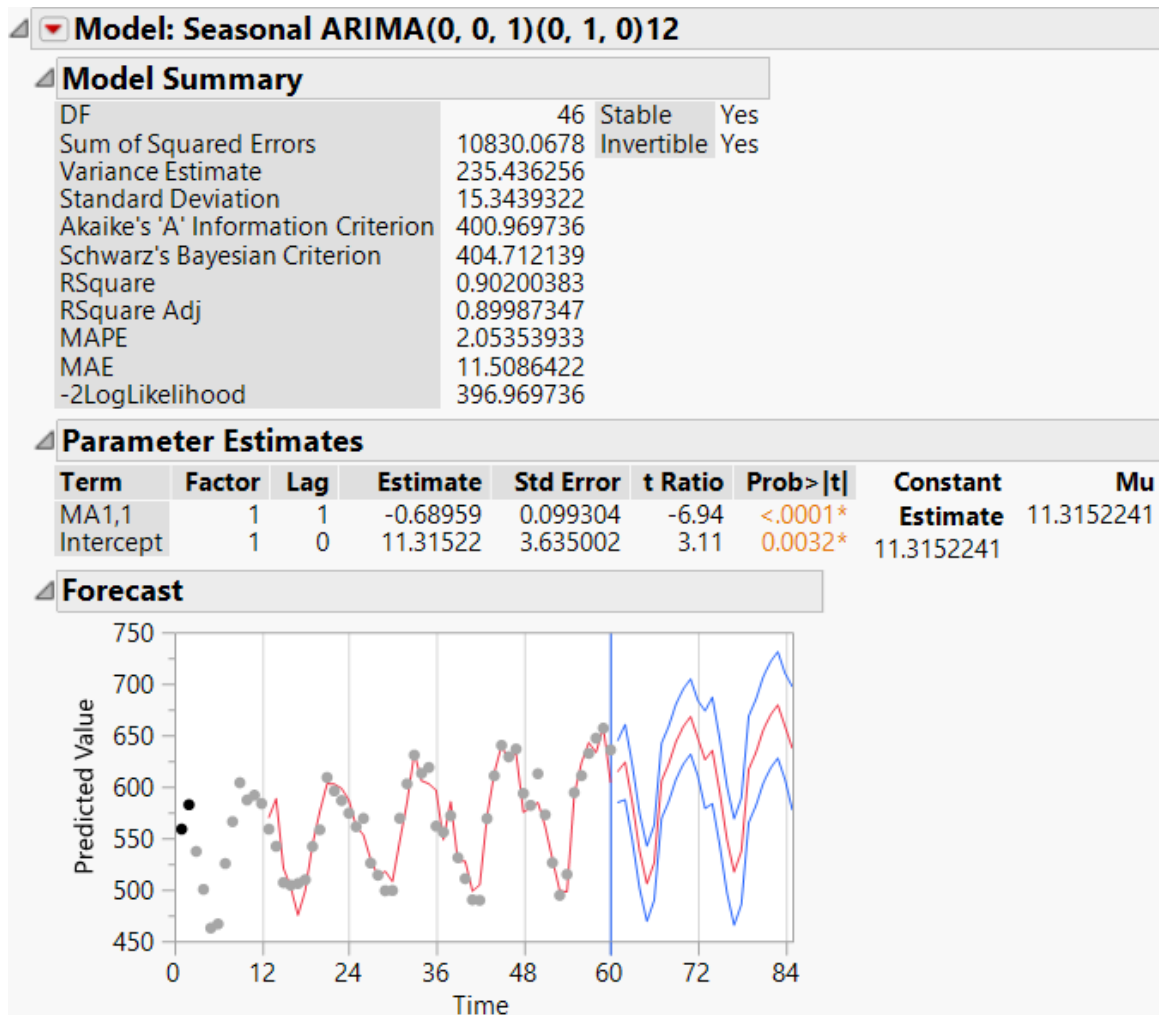 Model: Seasonal ARIMA(0, 0, 1)(0, 1, 0)12
Model Summary
DF 46 Stable Yes
Sum of Squared Errors 10830.0678 Invertible Yes
Variance Estimate 235.436256
Standard Deviation 15.3439322
Akaike's 'A' Information Criterion 400.969736
Schwarz's Bayesian Criterion 404.712139
RSquare 0.90200383
RSquare Adj 0.89987347
MAPE 2.05353933
MAE 11.5086422
-2LogLikelihood 396.969736
Parameter Estimates
Term Factor Lag Estimate Std Error t Ratio Prob>|t| Constant Mu
MA1,1 1 1 -0.68959 0.099304 -6.94 <.0001* Estimate 11.3152241
Intercept 1 0 11.31522 3.635002 3.11 0.0032* 11.3152241
Forecast
750
700
650
600
550
500
450
Predicted Value
0 12 24 36 48 60 72 84
Time